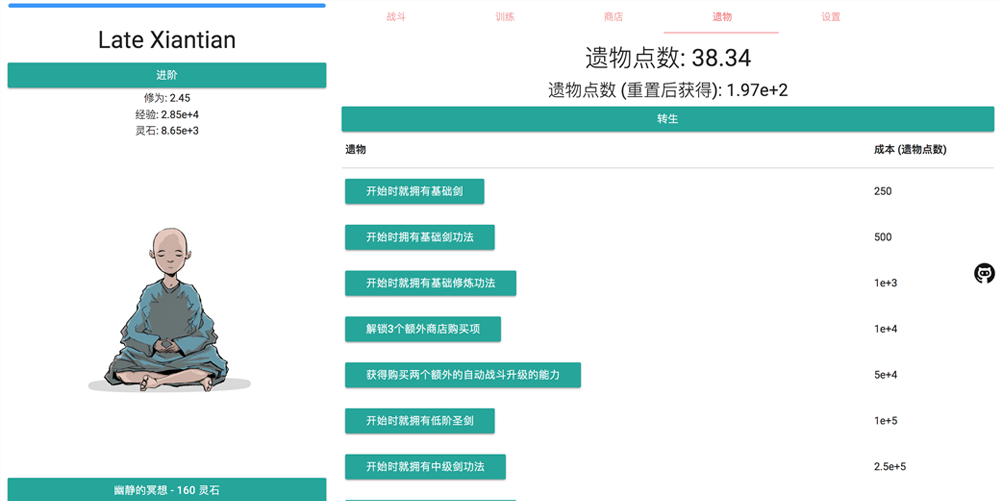 Late Xiantian
进阶
修为: 2.45
经验: 2.85e+4
灵石: 8.65e+3
幽静的冥想 - 160 灵石
战斗 训练 商店 遗物 设置
遗物点数: 38.34
遗物点数 (重置后获得): 1.97e+2
转生
遗物 成本 (遗物点数)
开始时就拥有基础剑 250
开始时拥有基础剑功法 500
开始时就拥有基础修炼功法 1e+3
解锁3个额外商店购买项 1e+4
获得购买两个额外的自动战斗升级的能力 5e+4
开始时就拥有低阶圣剑 1e+5
开始时就拥有中级剑功法 2.5e+5